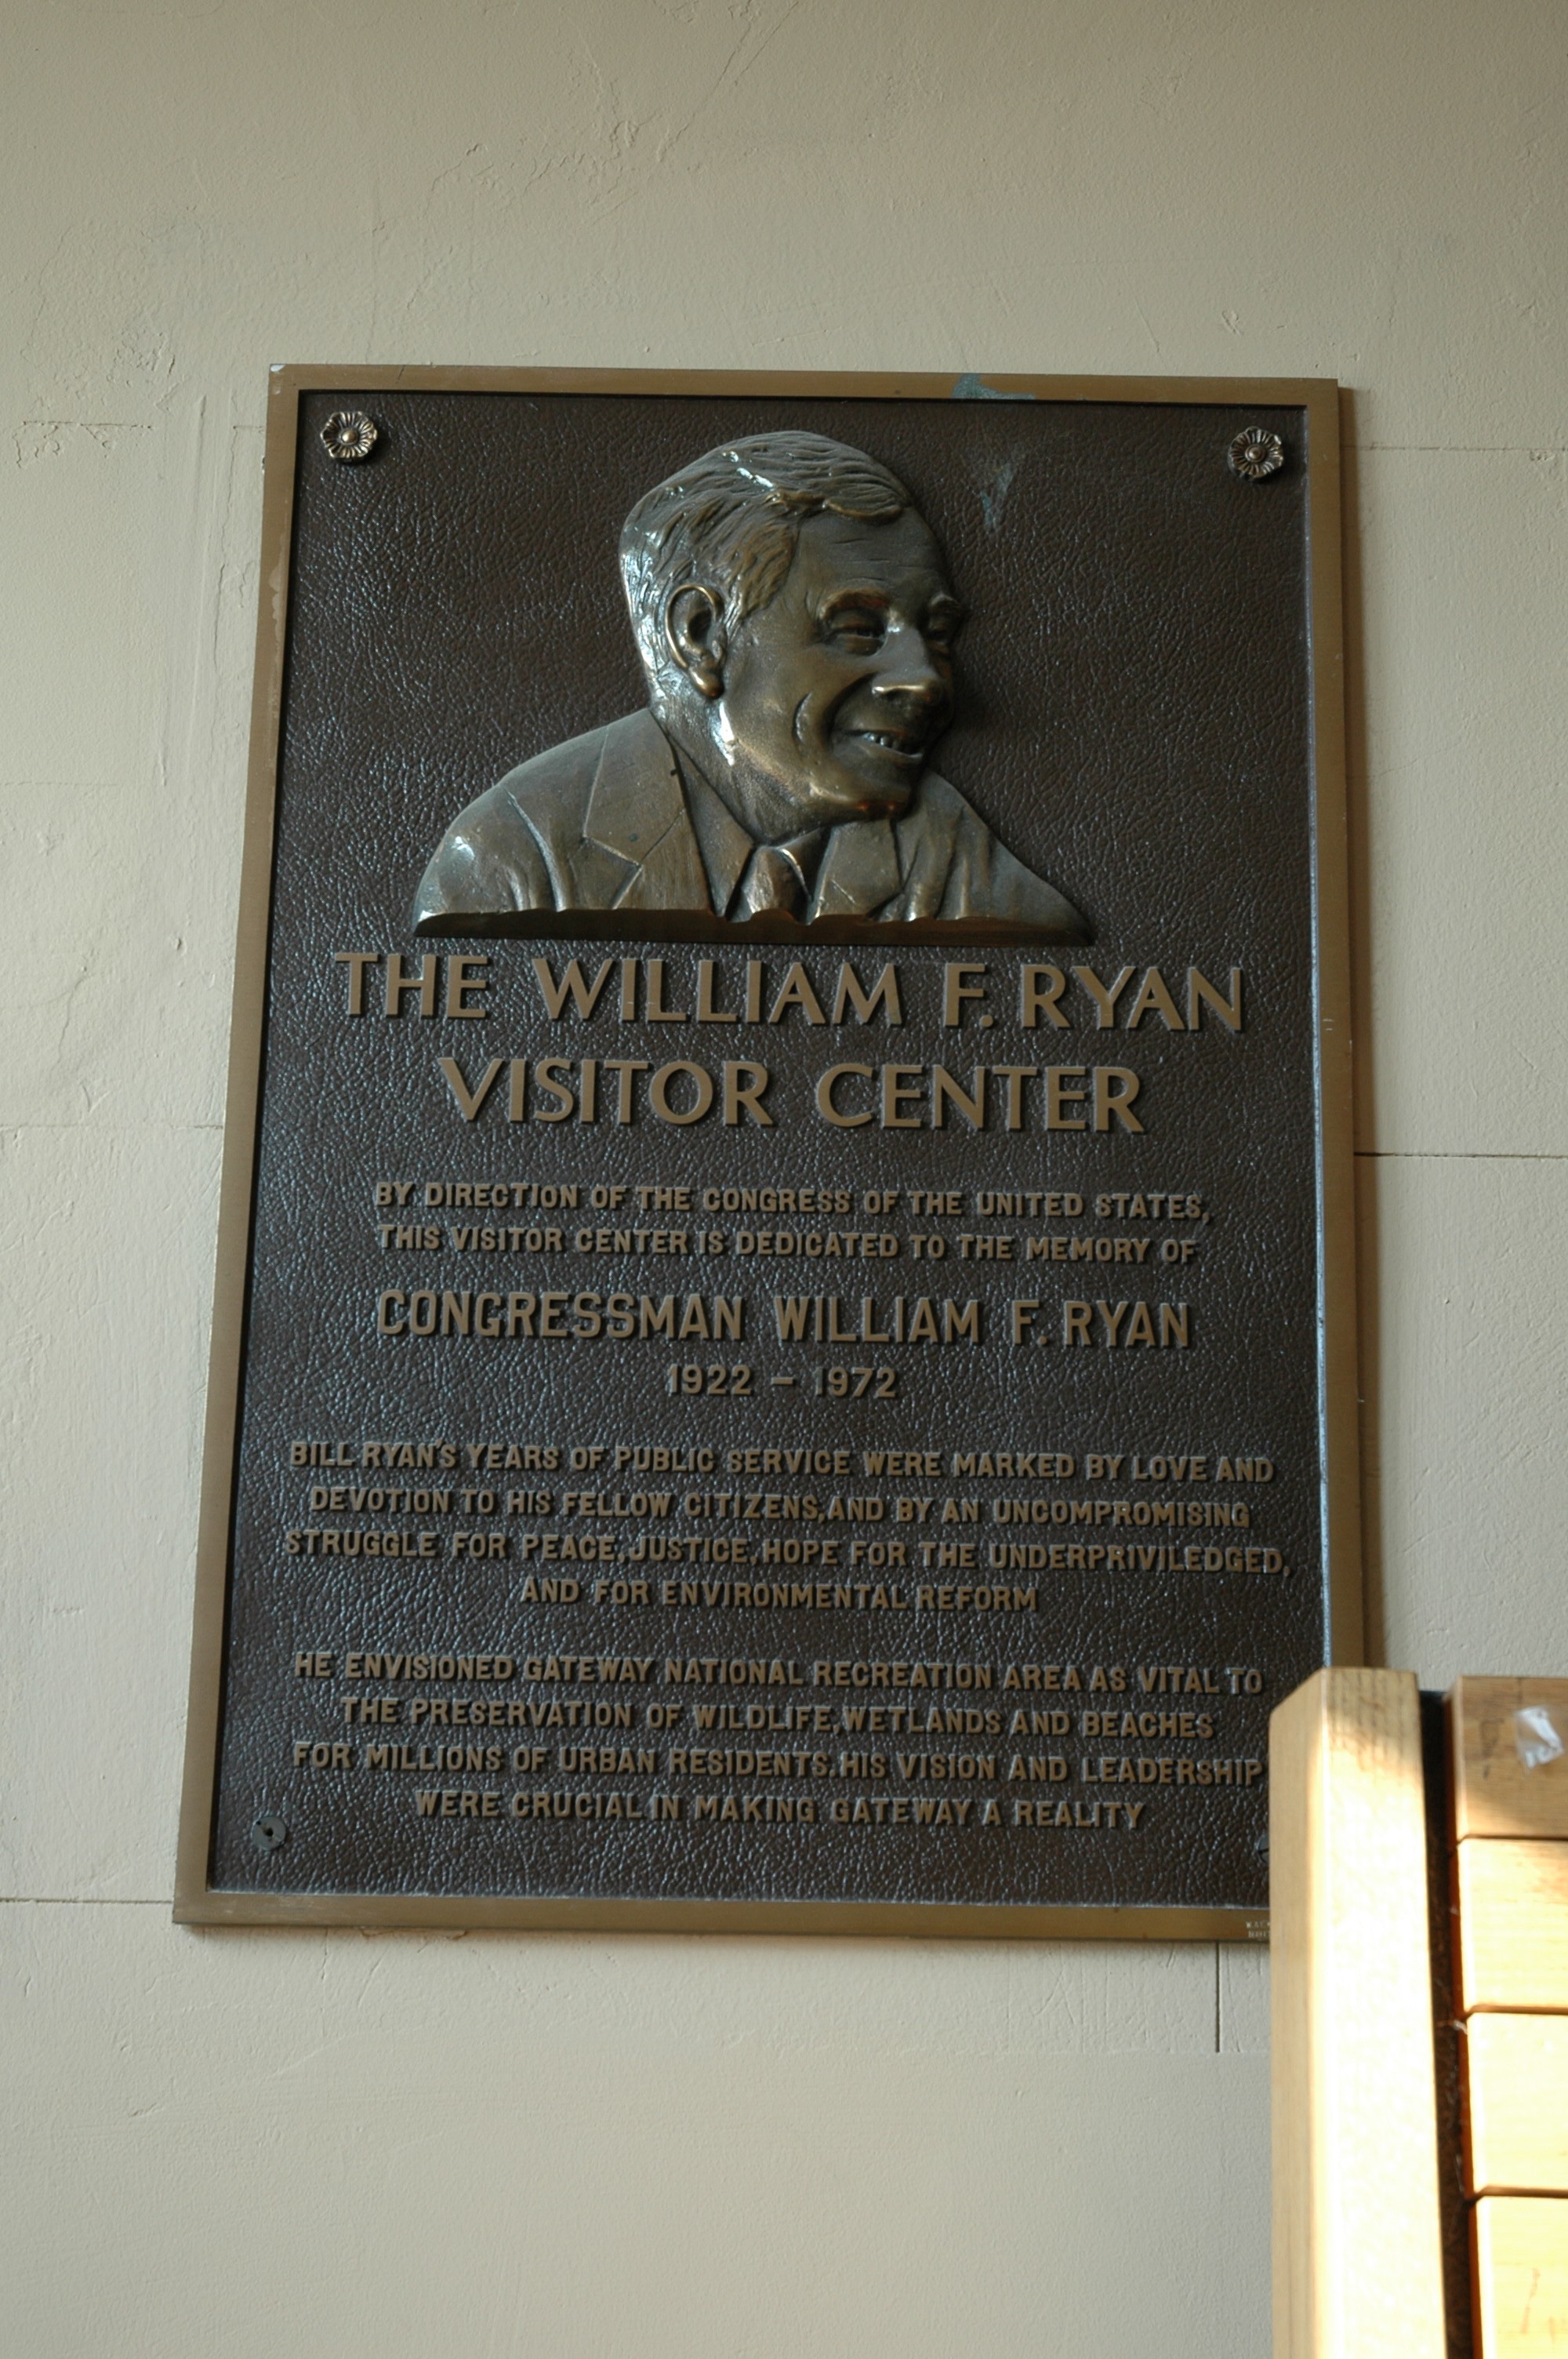 THE WILLIAM F. RYAN
VISITOR CENTER
BY DIRECTION OF THE CONGRESS OF THE UNITED STATES,
THIS VISITOR CENTER IS DEDICATED TO THE MEMORY OF
CONGRESSMAN WILLIAM F. RYAN
1922 - 1972
BILL RYAN'S YEARS OF PUBLIC SERVICE WERE MARKED BY LOVE AND
DEVOTION TO HIS FELLOW CITIZENS, AND BY AN UNCOMPROMISING
STRUGGLE FOR PEACE, JUSTICE, HOPE FOR THE UNDERPRIVILEDGED,
AND FOR ENVIRONMENTAL REFORM
HE ENVISIONED GATEWAY NATIONAL RECREATION AREA AS VITAL TO
THE PRESERVATION OF WILDLIFE, WETLANDS AND BEACHES
FOR MILLIONS OF URBAN RESIDENTS. HIS VISION AND LEADERSHIP
WERE CRUCIAL IN MAKING GATEWAY A REALITY